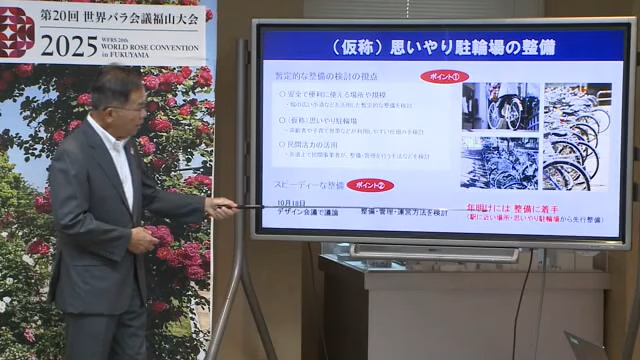 第20回 世界バラ会議福山大会
2025
WFRS 20th
WORLD ROSE CONVENTION
in FUKUYAMA
（仮称）思いやり駐輪場の整備
暫定的な整備の検討の視点
ポイント①
○安全で便利に使える場所や規模
○（仮称）思いやり駐輪場
○民間活力の活用
スピーディーな整備
ポイント②
10月18日
デザイン会議で議論
整備・管理・運営方法を検討
年明けには 整備に着手
（駅に近い場所・思いやり駐輪場から先行整備）